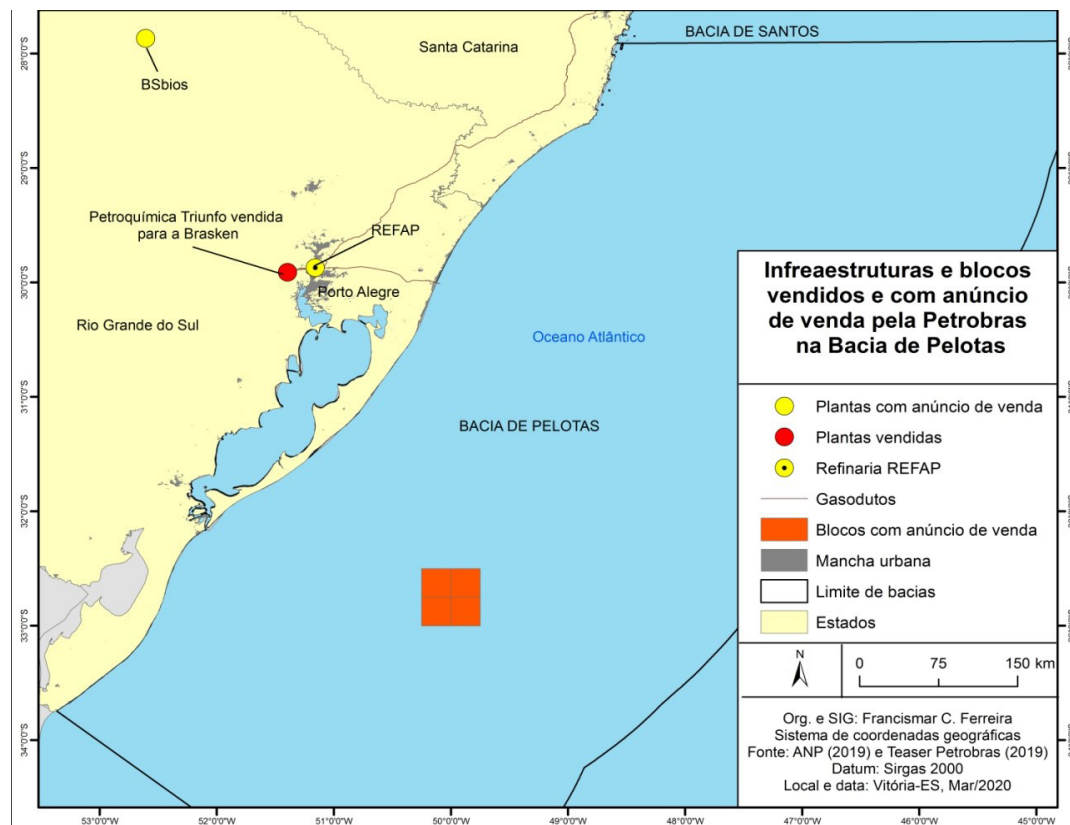 BACIA DE SANTOS
Santa Catarina
BSbios
Petroquímica Triunfo vendida
para a Brasken
REFAP
Porto Alegre
Rio Grande do Sul
Oceano Atlântico
BACIA DE PELOTAS
Infreaestruturas e blocos
vendidos e com anúncio
de venda pela Petrobras
na Bacia de Pelotas
Plantas com anúncio de venda
Plantas vendidas
Refinaria REFAP
Gasodutos
Blocos com anúncio de venda
Mancha urbana
Limite de bacias
Estados
N
0 75 150 km
Org. e SIG: Francismar C. Ferreira
Sistema de coordenadas geográficas
Fonte: ANP (2019) e Teaser Petrobras (2019)
Datum: Sirgas 2000
Local e data: Vitória-ES, Mar/2020
28°0'0"S
29°0'0"S
30°0'0"S
31°0'0"S
32°0'0"S
33°0'0"S
34°0'0"S
53°0'0"W 52°0'0"W 51°0'0"W 50°0'0"W 49°0'0"W 48°0'0"W 47°0'0"W 46°0'0"W 45°0'0"W